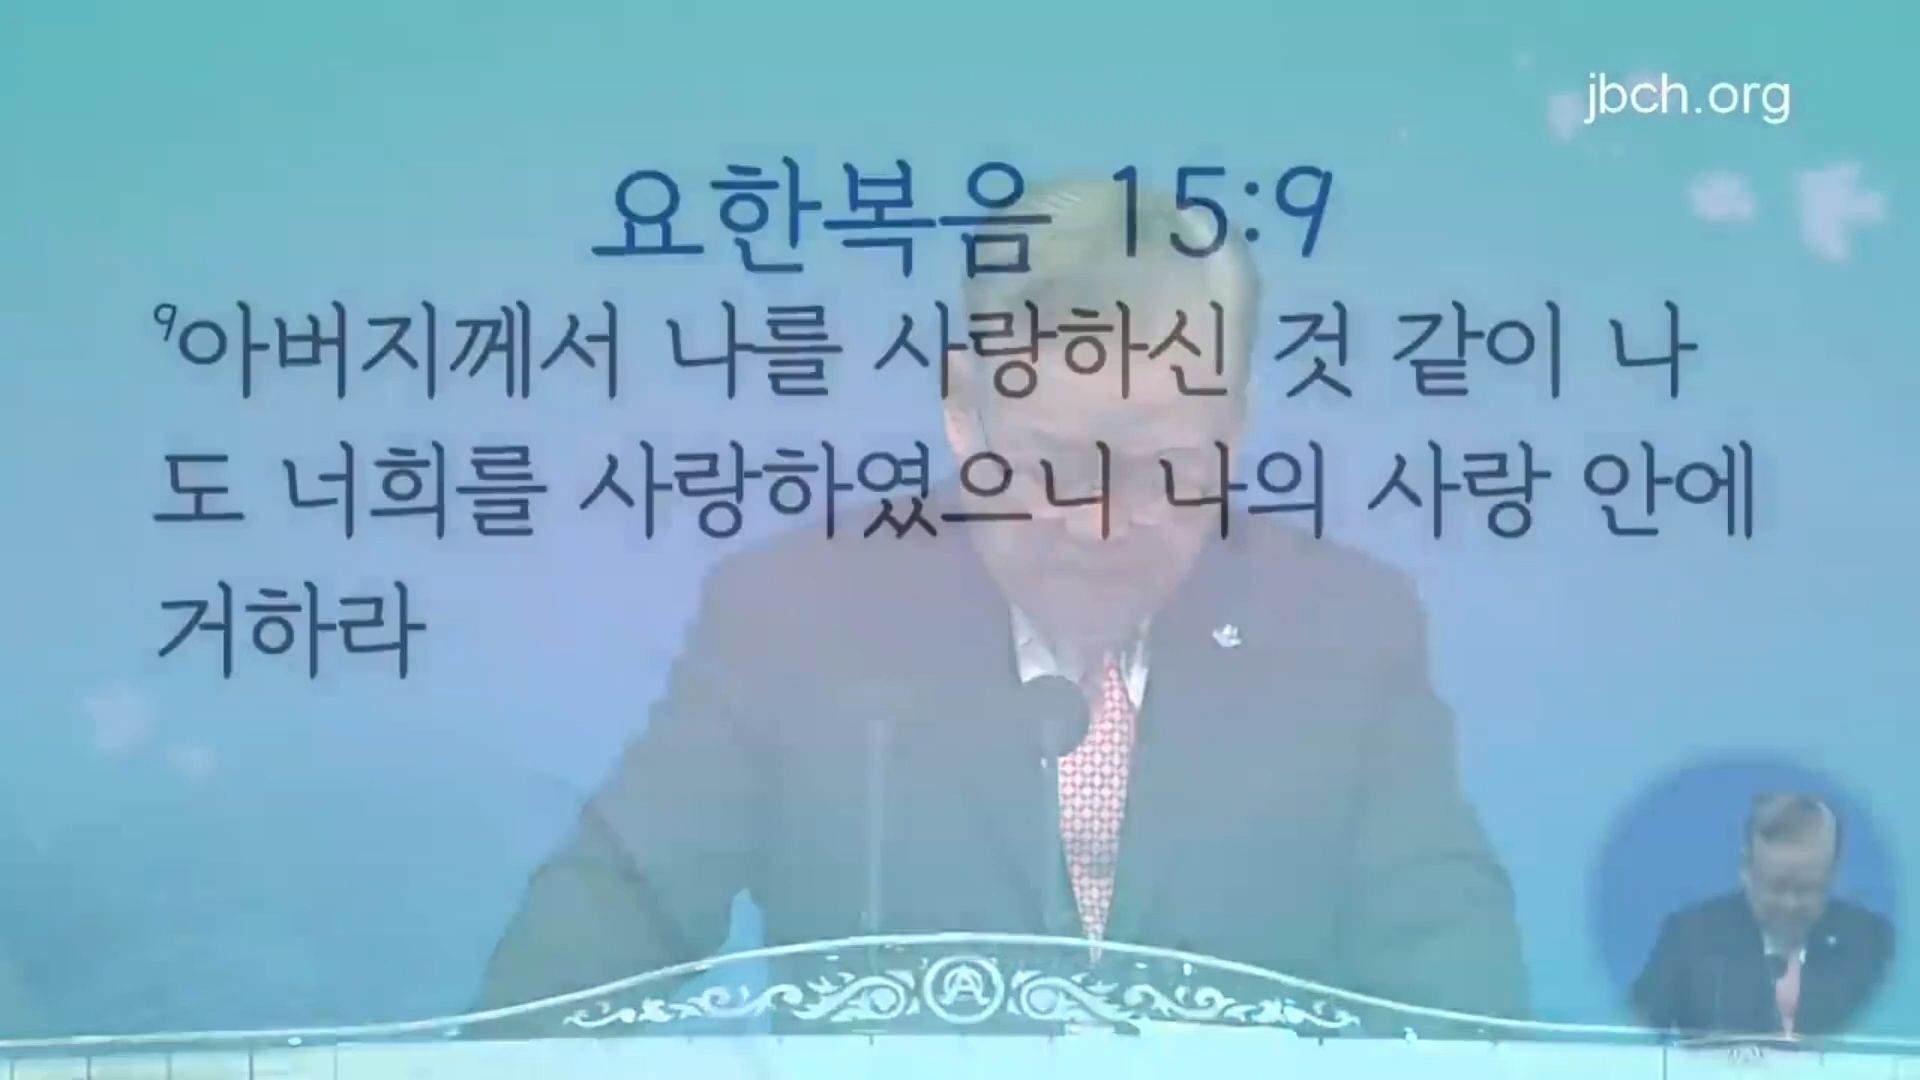 jbch.org
요한복음 15:9
⁹아버지께서 나를 사랑하신 것 같이 나
도 너희를 사랑하였으니 나의 사랑 안에
거하라